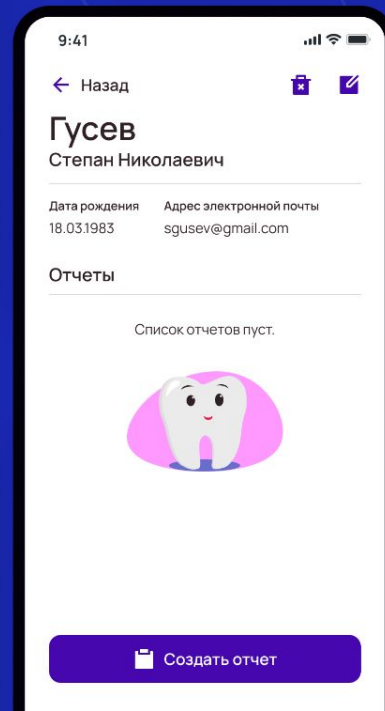 9:41
Назад
Гусев
Степан Николаевич
Дата рождения Адрес электронной почты
18.03.1983 sgusev@gmail.com
Отчеты
Список отчетов пуст.
Создать отчет